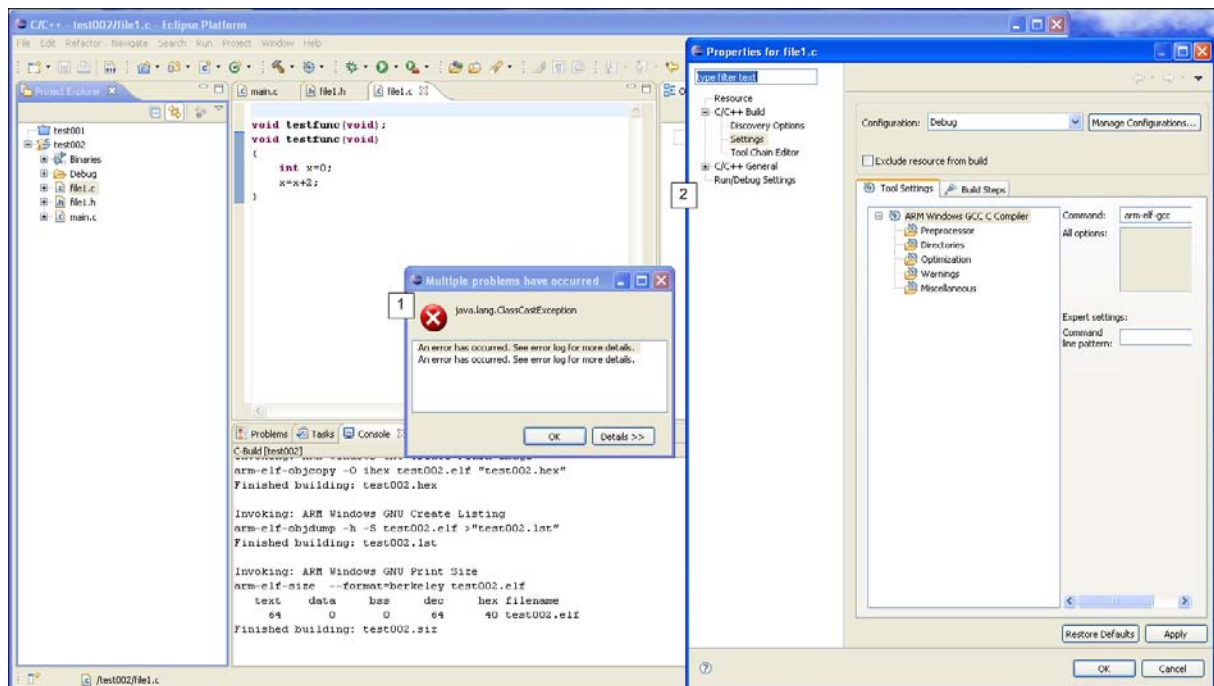 C/C++ - test002/file1.c - Eclipse Platform
File Edit Refactor Navigate Search Run Project Window Help
Project Explorer
test001
test002
Binaries
Debug
file1.c
file1.h
main.c
main.c
file1.h
file1.c
void testfunc(void);
void testfunc(void)
{
int x=0;
x=x+2;
}
1
Multiple problems have occurred
java.lang.ClassCastException
An error has occurred. See error log for more details.
An error has occurred. See error log for more details.
OK
Details >>
Problems
Tasks
Console
C-Build [test002]
arm-elf-objcopy -O ihex test002.elf "test002.hex"
Finished building: test002.hex
Invoking: ARM Windows GNU Create Listing
arm-elf-objdump -h -S test002.elf >"test002.lst"
Finished building: test002.lst
Invoking: ARM Windows GNU Print Size
arm-elf-size --format=berkeley test002.elf
text data bss dec hex filename
64 0 0 64 40 test002.elf
Finished building: test002.siz
/test002/file1.c
2
Properties for file1.c
type filter text
Resource
C/C++ Build
Discovery Options
Settings
Tool Chain Editor
C/C++ General
Run/Debug Settings
Configuration: Debug
Manage Configurations...
Exclude resource from build
Tool Settings
Build Steps
ARM Windows GCC C Compiler
Preprocessor
Directories
Optimization
Warnings
Miscellaneous
Command: arm-elf-gcc
All options:
Expert settings:
Command
line pattern:
Restore Defaults
Apply
OK
Cancel